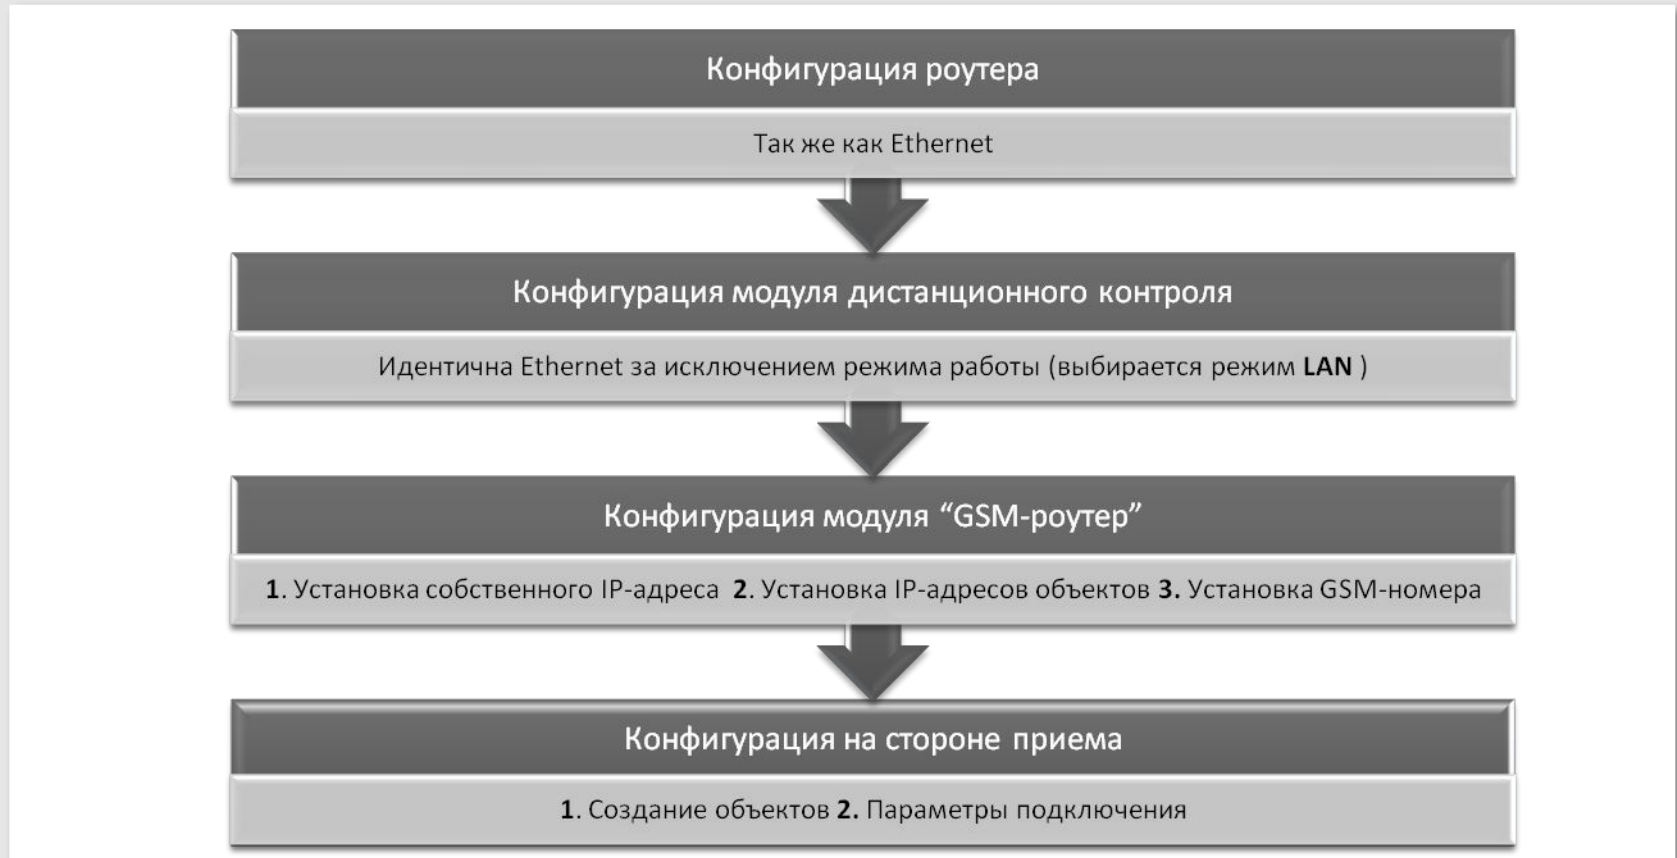 Конфигурация роутера
Так же как Ethernet
Конфигурация модуля дистанционного контроля
Идентична Ethernet за исключением режима работы (выбирается режим LAN )
Конфигурация модуля “GSM-роутер”
1. Установка собственного IP-адреса 2. Установка IP-адресов объектов 3. Установка GSM-номера
Конфигурация на стороне приема
1. Создание объектов 2. Параметры подключения